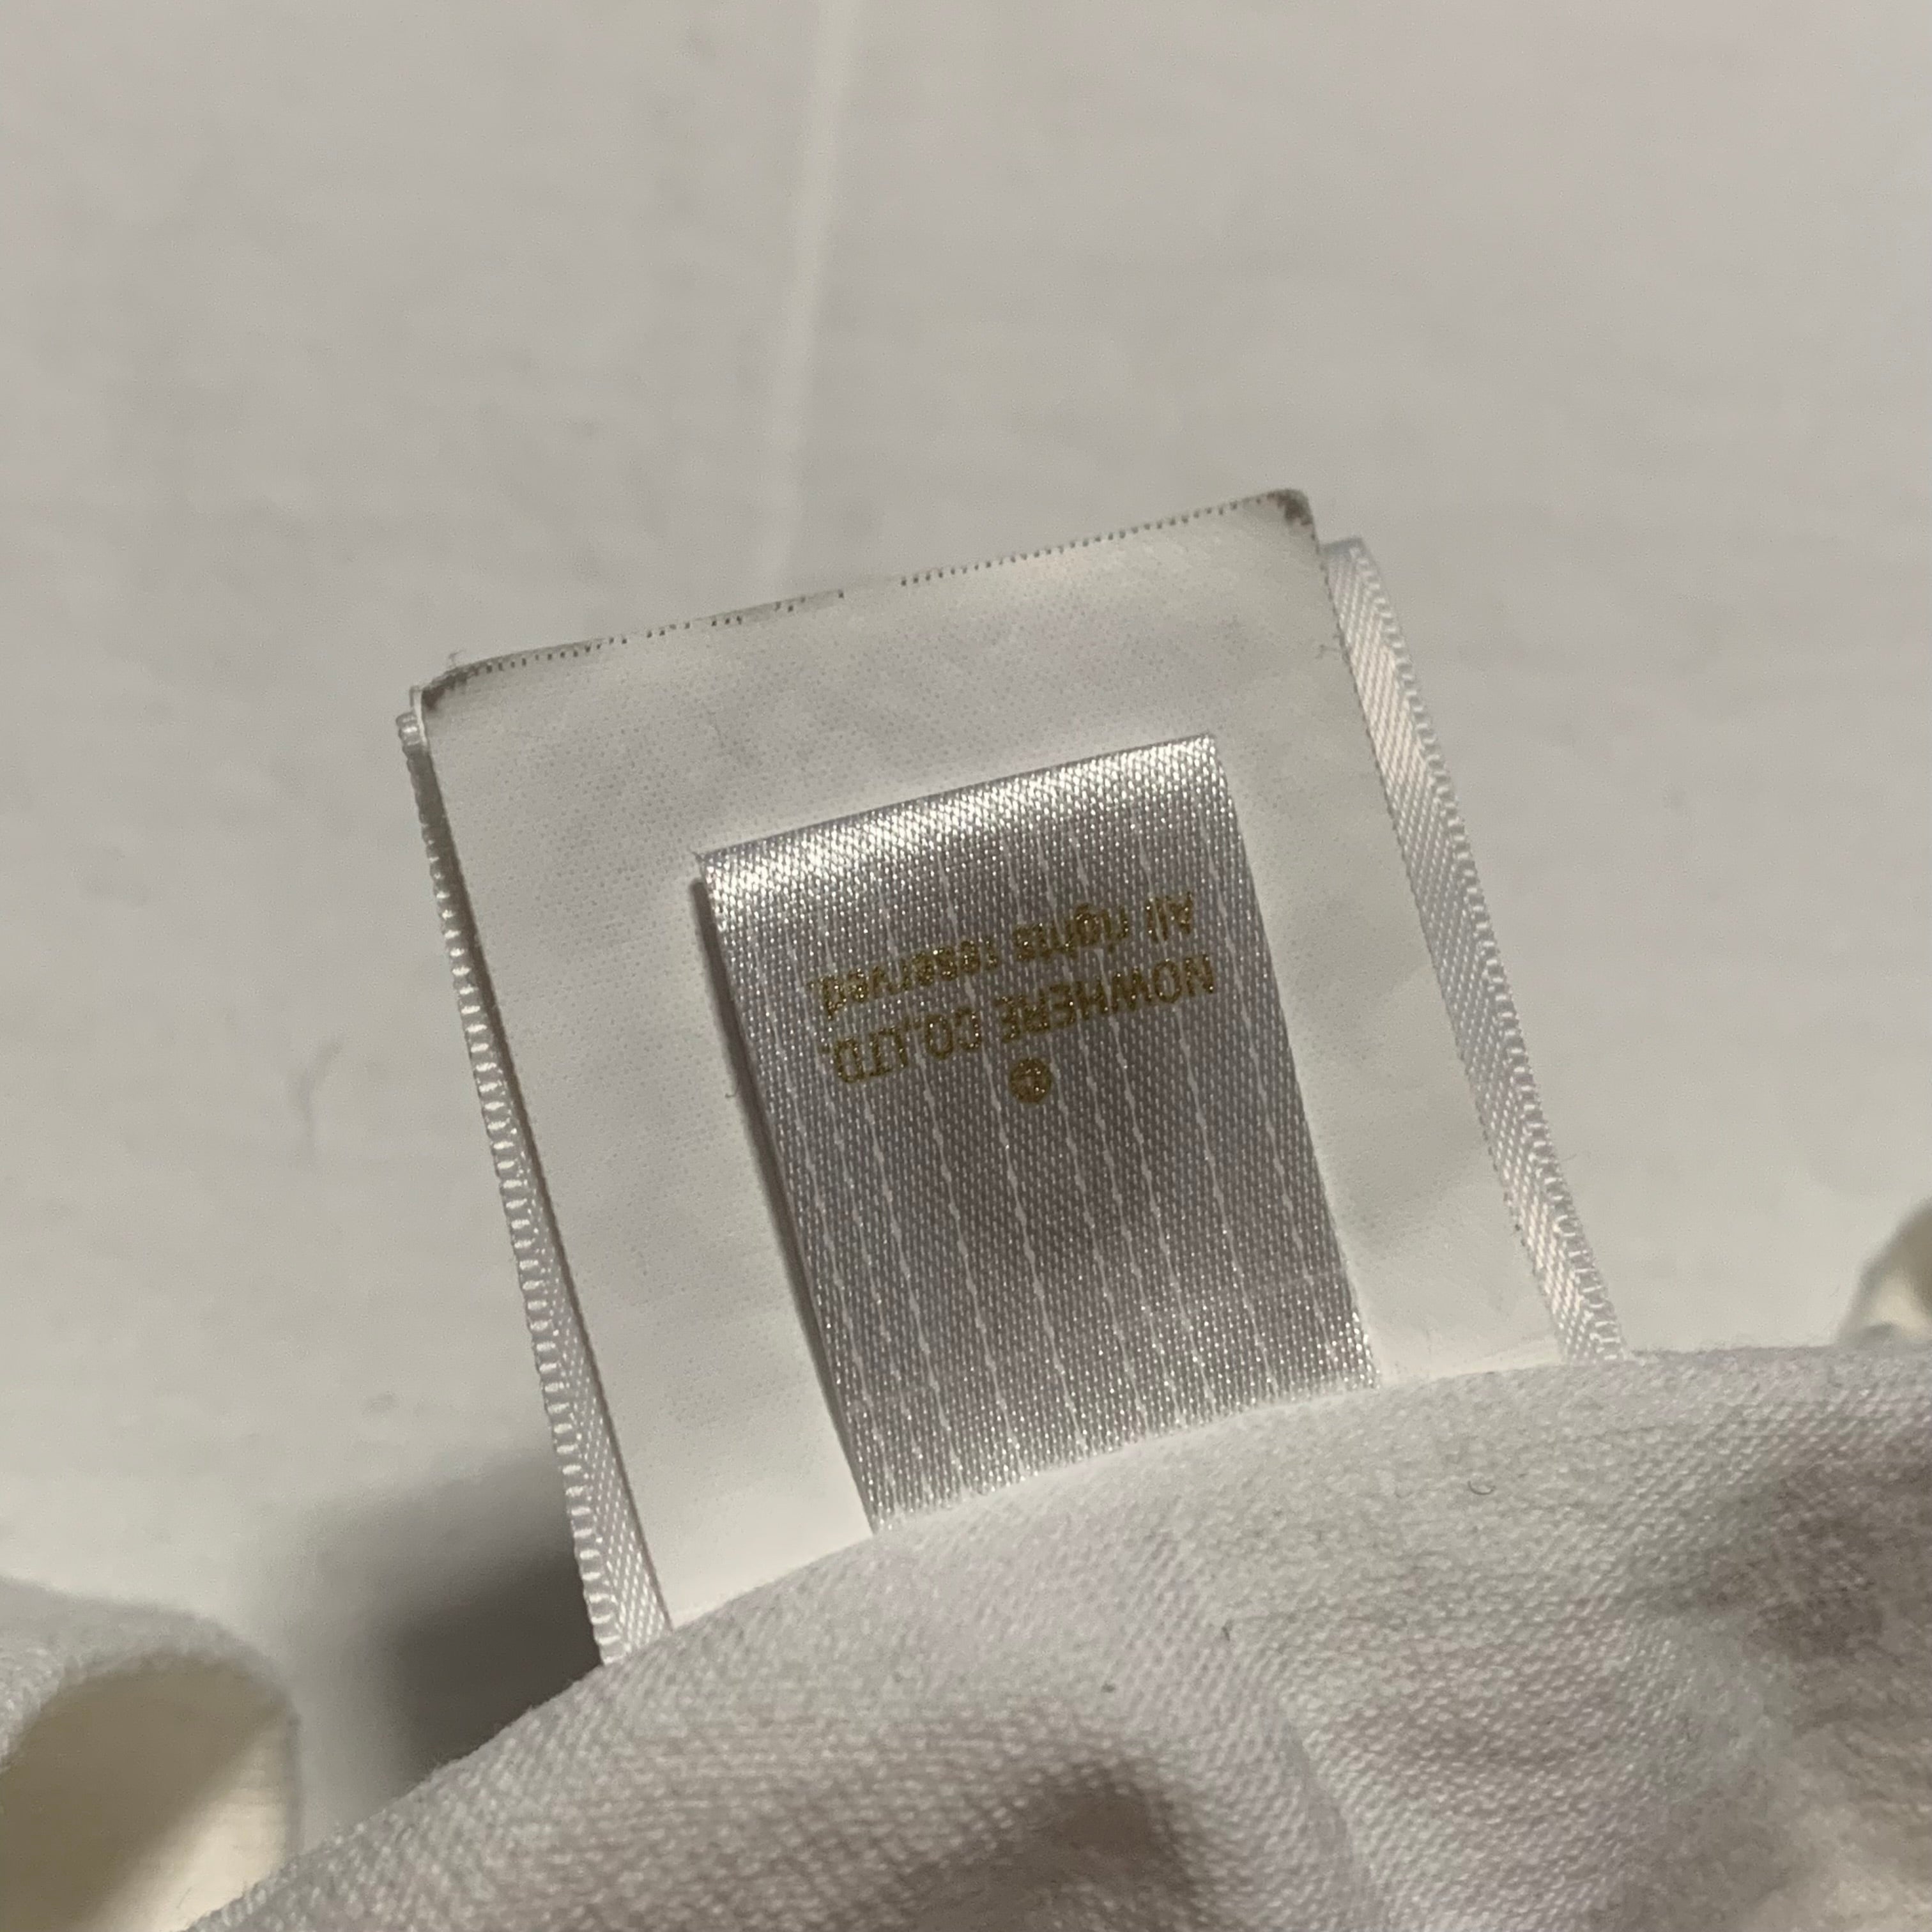 ©
NOWHERE CO.,LTD.
All rights reserved.